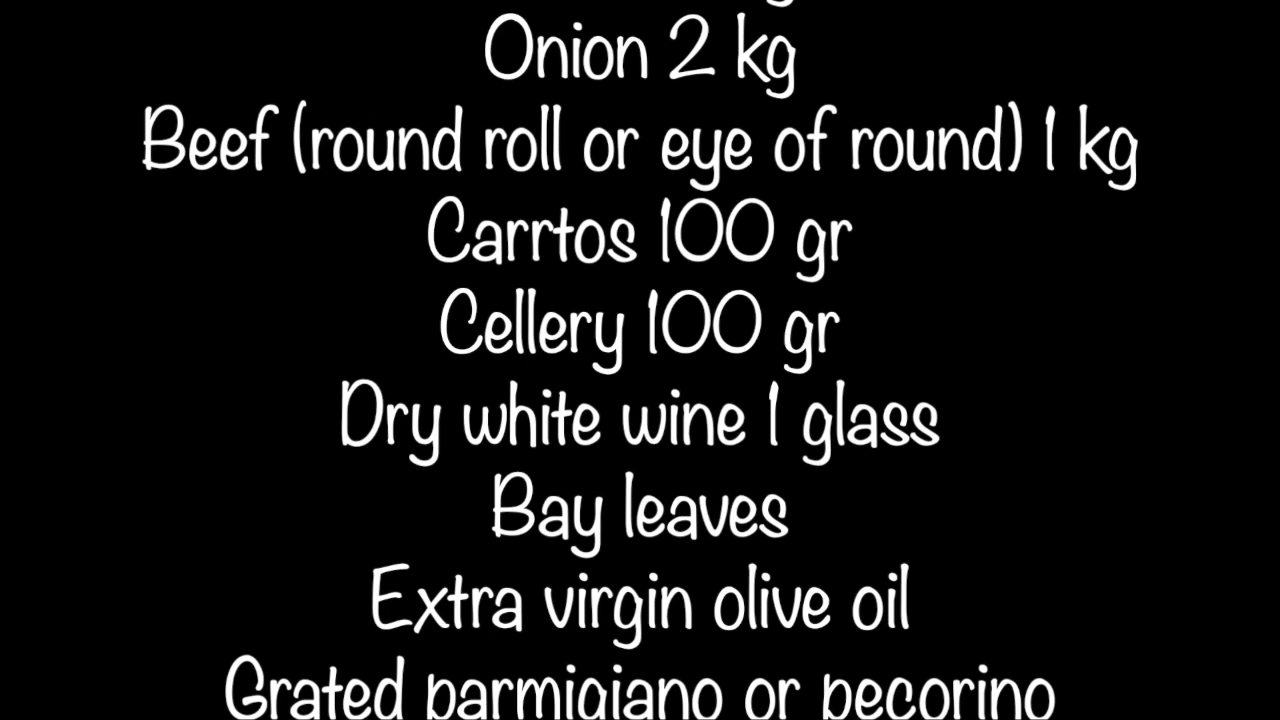 Onion 2 kg
Beef (round roll or eye of round) 1 kg
Carrtos 100 gr
Cellery 100 gr
Dry white wine 1 glass
Bay leaves
Extra virgin olive oil
Grated parmigiano or pecorino